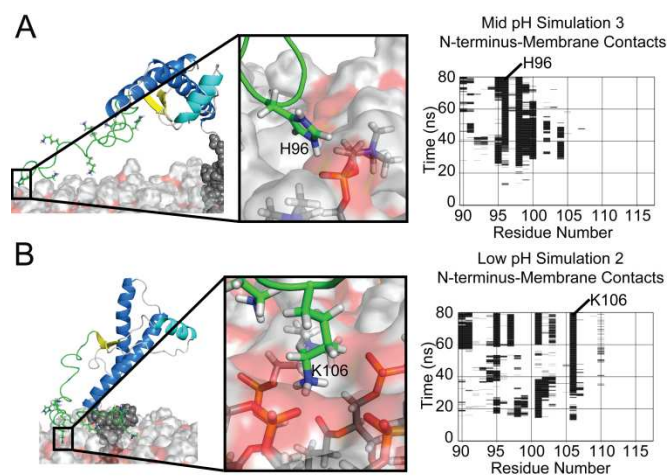 A
H96
Mid pH Simulation 3
N-terminus-Membrane Contacts
H96
80
60
40
20
0
Time (ns)
90 95 100 105 110 115
Residue Number
B
K106
Low pH Simulation 2
N-terminus-Membrane Contacts
K106
80
60
40
20
0
Time (ns)
90 95 100 105 110 115
Residue Number